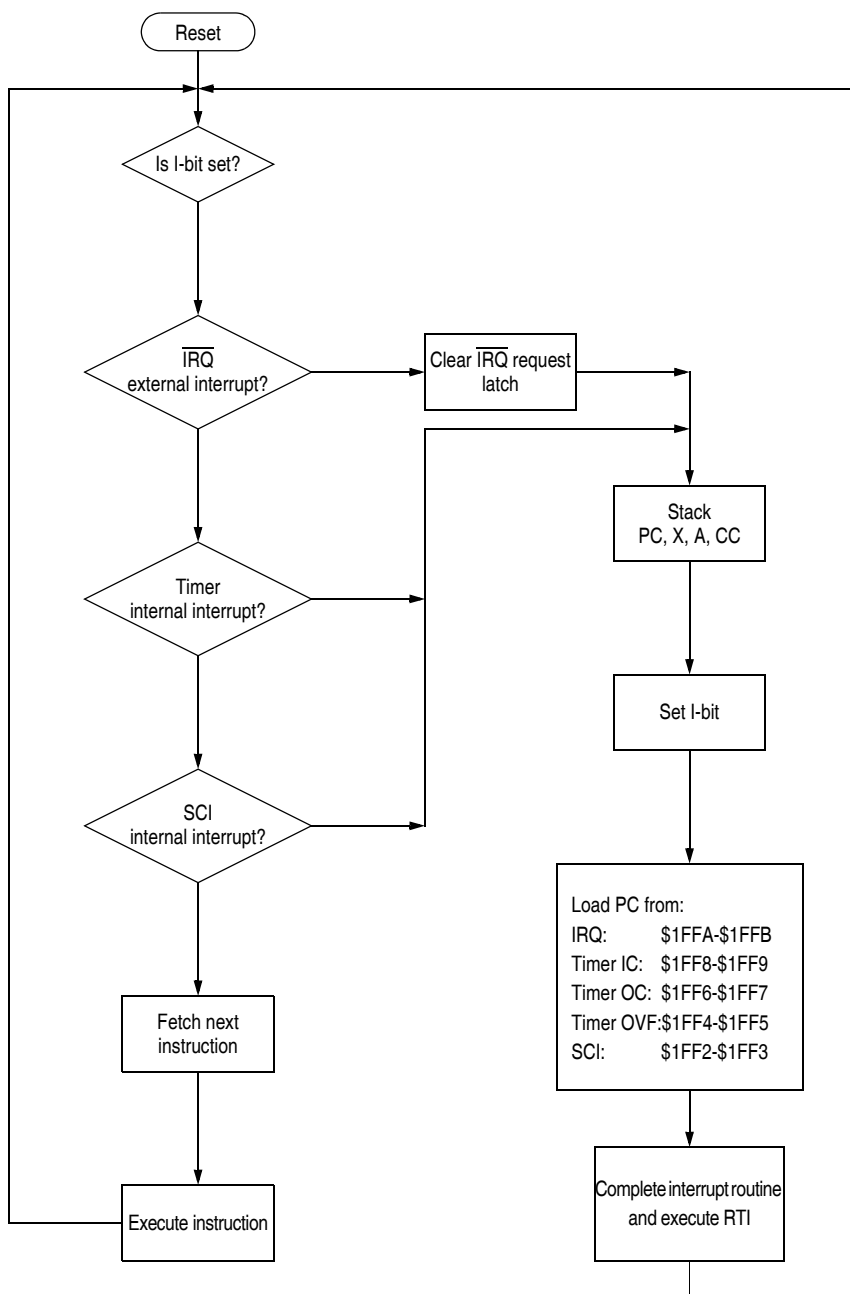 Reset
Is I-bit set?
IRQ
external interrupt?
Clear IRQ request
latch
Stack
PC, X, A, CC
Timer
internal interrupt?
Set I-bit
SCI
internal interrupt?
Load PC from:
IRQ: $1FFA-$1FFB
Timer IC: $1FF8-$1FF9
Timer OC: $1FF6-$1FF7
Timer OVF:$1FF4-$1FF5
SCI: $1FF2-$1FF3
Fetch next
instruction
Execute instruction
Complete interrupt routine
and execute RTI